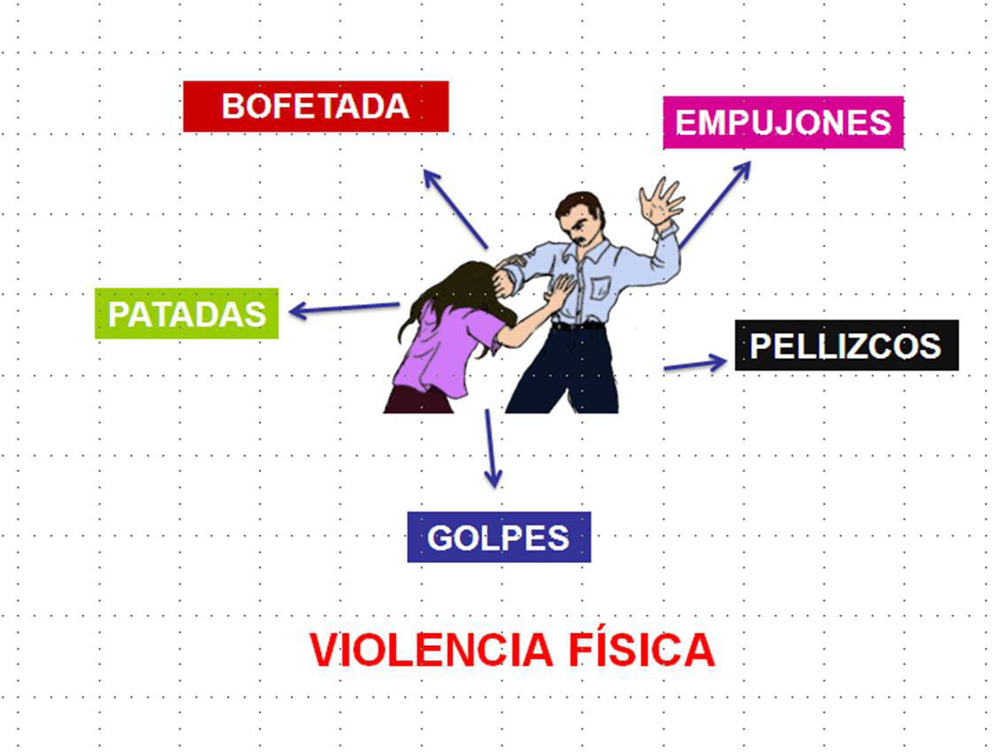 BOFETADA
EMPUJONES
PATADAS
PELLIZCOS
GOLPES
VIOLENCIA FÍSICA